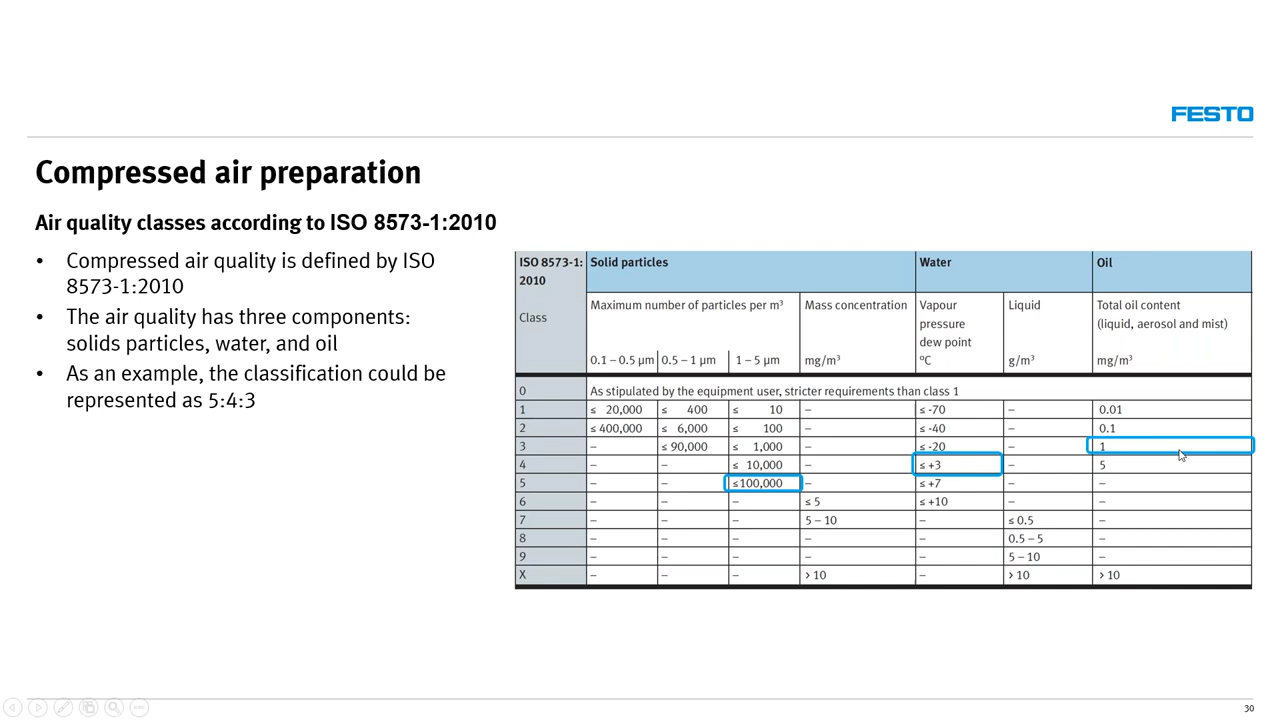 FESTO
Compressed air preparation
Air quality classes according to ISO 8573-1:2010
• Compressed air quality is defined by ISO
8573-1:2010
• The air quality has three components:
solids particles, water, and oil
• As an example, the classification could be
represented as 5:4:3
ISO 8573-1: Solid particles Water Oil
2010
Class
Maximum number of particles per m³ Mass concentration Vapour Liquid Total oil content
pressure (liquid, aerosol and mist)
dew point
0.1 – 0.5 µm 0.5 – 1 µm 1 – 5 µm mg/m³ °C g/m³ mg/m³
0 As stipulated by the equipment user, stricter requirements than class 1
1 ≤ 20,000 ≤ 400 ≤ 10 – ≤ -70 – 0.01
2 ≤ 400,000 ≤ 6,000 ≤ 100 – ≤ -40 – 0.1
3 – ≤ 90,000 ≤ 1,000 – ≤ -20 – 1
4 – – ≤ 10,000 – ≤ +3 – 5
5 – – ≤100,000 – ≤ +7 – –
6 – – – ≤ 5 ≤ +10 – –
7 – – – 5 – 10 – ≤ 0.5 –
8 – – – – – 0.5 – 5 –
9 – – – – – 5 – 10 –
X – – – > 10 – > 10 > 10
30